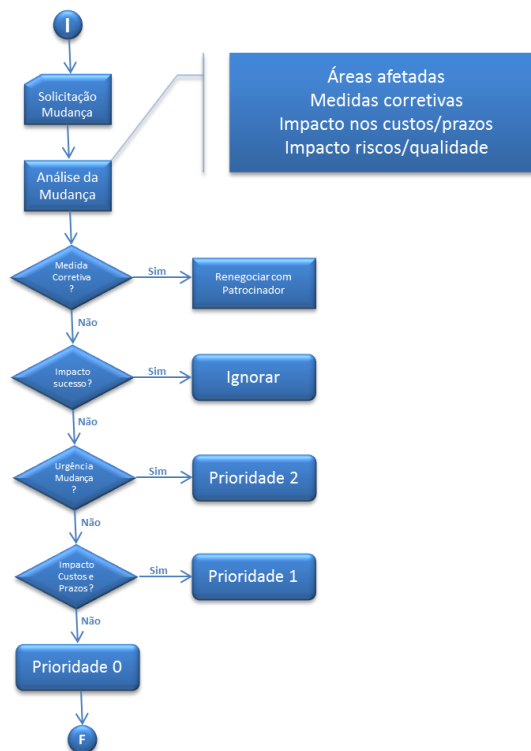 I
Solicitação
Mudança
Áreas afetadas
Medidas corretivas
Impacto nos custos/prazos
Impacto riscos/qualidade
Análise da
Mudança
Medida
Corretiva
?
Sim
Renegociar com
Patrocinador
Não
Impacto
sucesso?
Sim
Ignorar
Não
Urgência
Mudança
?
Sim
Prioridade 2
Não
Impacto
Custos e
Prazos?
Sim
Prioridade 1
Não
Prioridade 0
F